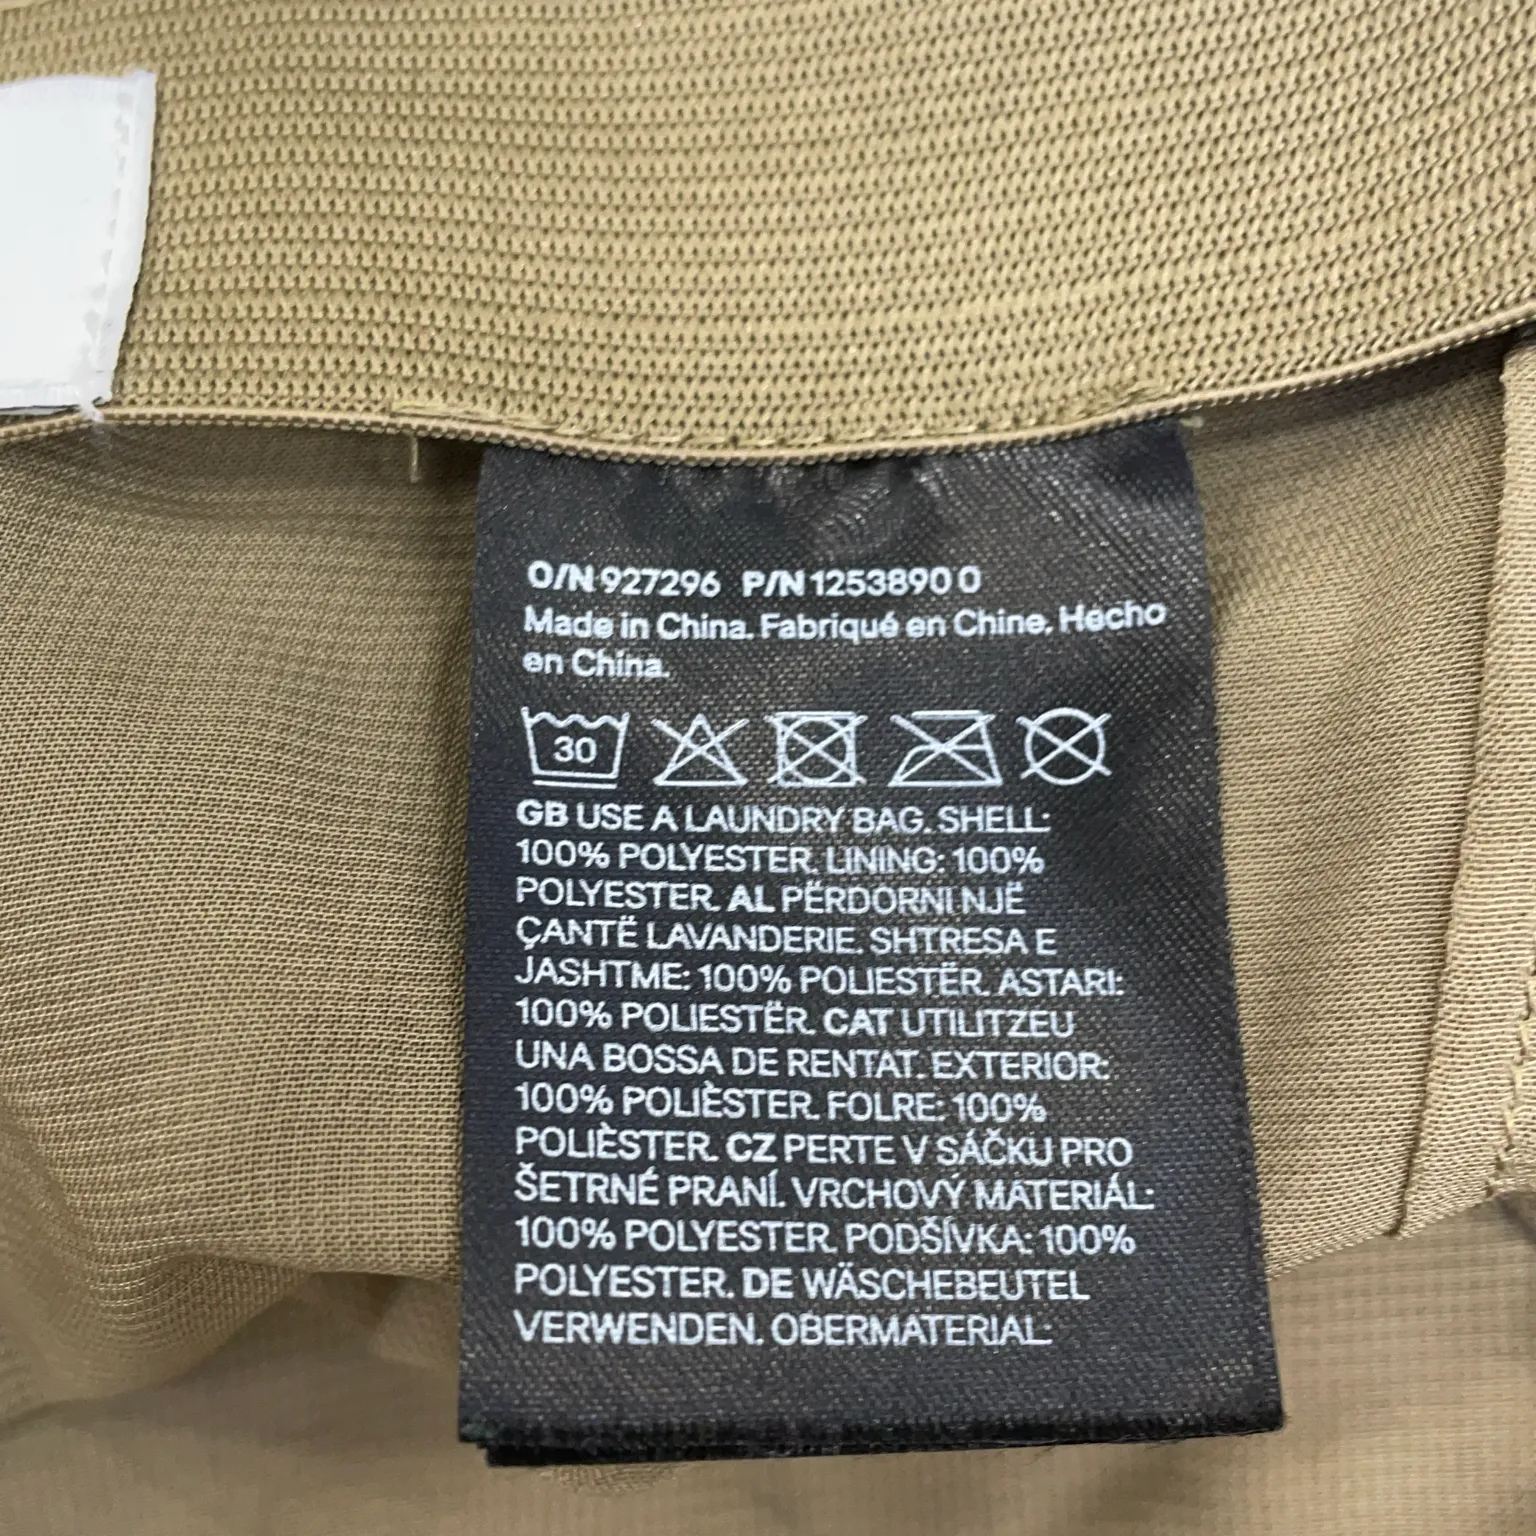 O/N 927296 P/N 1253890 0
Made in China. Fabriqué en Chine. Hecho
en China.
30
GB USE A LAUNDRY BAG. SHELL:
100% POLYESTER. LINING: 100%
POLYESTER. AL PËRDORNI NJË
ÇANTË LAVANDERIE. SHTRESA E
JASHTME: 100% POLIESTËR. ASTARI:
100% POLIESTËR. CAT UTILITZEU
UNA BOSSA DE RENTAT. EXTERIOR:
100% POLIÈSTER. FOLRE: 100%
POLIÈSTER. CZ PERTE V SÁČKU PRO
ŠETRNÉ PRANÍ. VRCHOVÝ MATERIÁL:
100% POLYESTER. PODŠÍVKA: 100%
POLYESTER. DE WÄSCHEBEUTEL
VERWENDEN. OBERMATERIAL: